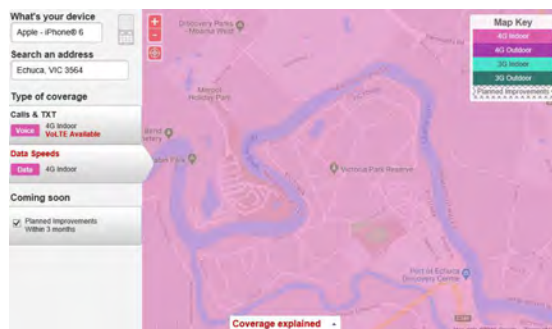 What's your device
Apple - iPhone® 6
Search an address
Echuca, VIC 3564
Type of coverage
Calls & TXT
Voice
4G Indoor
VoLTE Available
Data Speeds
Data
4G Indoor
Coming soon
Planned Improvements
Within 3 months
+
-
Discovery Parks
Moama West
Holiday Park
Victoria Park Reserve
Port of Echuca
Discovery Centre
Map Key
4G Indoor
4G Outdoor
3G Indoor
3G Outdoor
Planned Improvements
Coverage explained